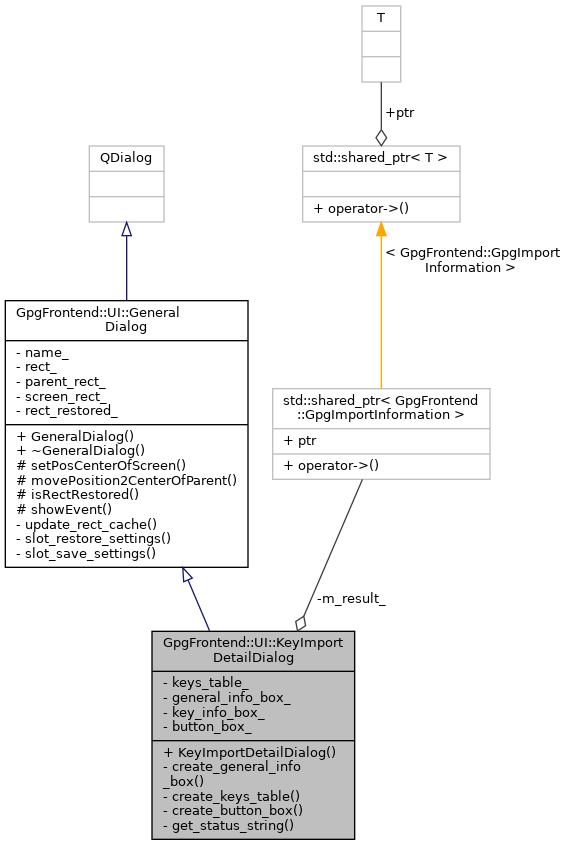 T
+ptr
QDialog
std::shared_ptr< T >
+ operator->()
< GpgFrontend::GpgImport
Information >
GpgFrontend::UI::General
Dialog
- name_
- rect_
- parent_rect_
- screen_rect_
- rect_restored_
+ GeneralDialog()
+ ~GeneralDialog()
# setPosCenterOfScreen()
# movePosition2CenterOfParent()
# isRectRestored()
# showEvent()
- update_rect_cache()
- slot_restore_settings()
- slot_save_settings()
std::shared_ptr< GpgFrontend
::GpgImportInformation >
+ ptr
+ operator->()
-m_result_
GpgFrontend::UI::KeyImport
DetailDialog
- keys_table_
- general_info_box_
- key_info_box_
- button_box_
+ KeyImportDetailDialog()
- create_general_info
_box()
- create_keys_table()
- create_button_box()
- get_status_string()